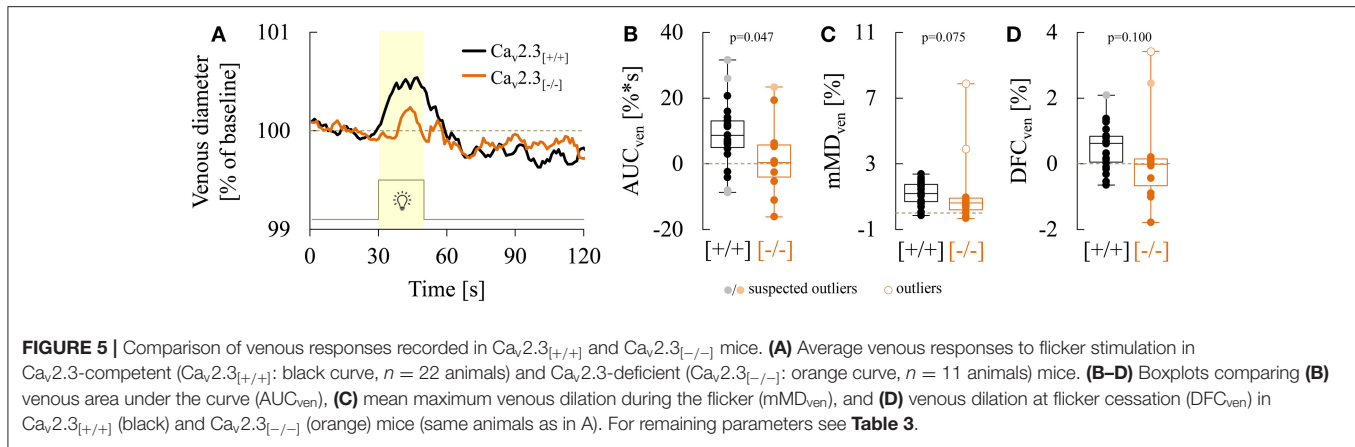 A
Venous diameter
[% of baseline]
101
100
99
Cav2.3[+/+]
Cav2.3[-/-]
0
30
60
90
120
Time [s]
B
p=0.047
AUCven [%*s]
40
20
0
-20
[+/+]
[-/-]
C
p=0.075
mMDven [%]
11
7
3
-1
[+/+]
[-/-]
D
p=0.100
DFCven [%]
4
2
0
-2
[+/+]
[-/-]
/ suspected outliers
outliers
FIGURE 5 | Comparison of venous responses recorded in Cav2.3[+/+] and Cav2.3[−/−] mice. (A) Average venous responses to flicker stimulation in
Cav2.3-competent (Cav2.3[+/+]: black curve, n = 22 animals) and Cav2.3-deficient (Cav2.3[−/−]: orange curve, n = 11 animals) mice. (B–D) Boxplots comparing (B)
venous area under the curve (AUCven), (C) mean maximum venous dilation during the flicker (mMDven), and (D) venous dilation at flicker cessation (DFCven) in
Cav2.3[+/+] (black) and Cav2.3[−/−] (orange) mice (same animals as in A). For remaining parameters see Table 3.